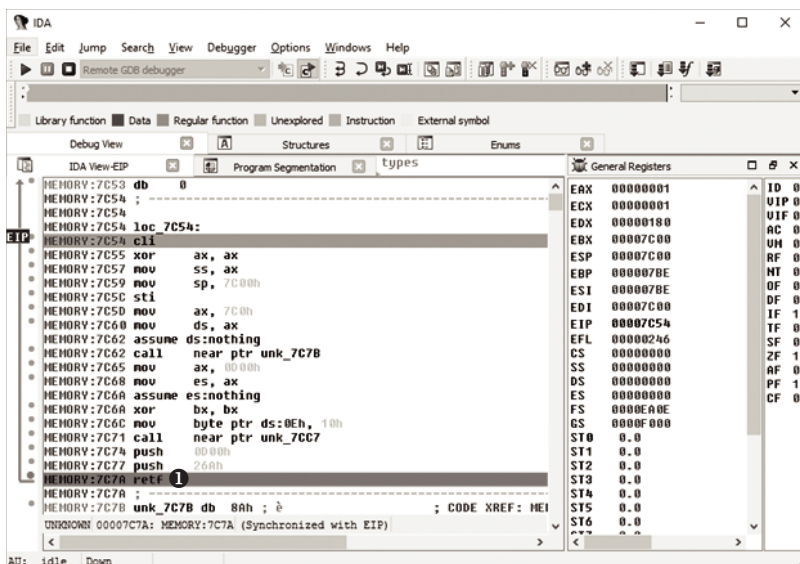 IDA
File Edit Jump Search View Debugger Options Windows Help
Remote GDB debugger
Library function Data Regular function Unexplored Instruction External symbol
Debug View Structures Enums
IDA View-EIP Program Segmentation types General Registers
MEMORY:7C53 db 0
MEMORY:7C54 ; ----------------------------------------
MEMORY:7C54
MEMORY:7C54 loc_7C54:
EIP MEMORY:7C54 cli
MEMORY:7C55 xor ax, ax
MEMORY:7C57 mov ss, ax
MEMORY:7C59 mov sp, 7C00h
MEMORY:7C5C sti
MEMORY:7C5D mov ax, 7C0h
MEMORY:7C60 mov ds, ax
MEMORY:7C62 assume ds:nothing
MEMORY:7C62 call near ptr unk_7C7B
MEMORY:7C65 mov ax, 0D00h
MEMORY:7C68 mov es, ax
MEMORY:7C6A assume es:nothing
MEMORY:7C6A xor bx, bx
MEMORY:7C6C mov byte ptr ds:0Eh, 10h
MEMORY:7C71 call near ptr unk_7CC7
MEMORY:7C74 push 0D00h
MEMORY:7C77 push 26Ah
MEMORY:7C7A retf ❶
MEMORY:7C7A ; ----------------------------------------
MEMORY:7C7B unk_7C7B db 8Ah ; è ; CODE XREF: MEI
UNKNOWN 00007C7A: MEMORY:7C7A (Synchronized with EIP)
EAX 00000001
ECX 00000001
EDX 00000180
EBX 00007C00
ESP 00007C00
EBP 000007BE
ESI 000007BE
EDI 00007C00
EIP 00007C54
EFL 00000246
CS 00000000
SS 00000000
DS 00000000
ES 00000000
FS 0000EA0E
GS 0000F000
ST0 0.0
ST1 0.0
ST2 0.0
ST3 0.0
ST4 0.0
ST5 0.0
ST6 0.0
ID 0
VIP 0
VIF 0
AC 0
VM 0
RF 0
NT 0
OF 0
DF 0
IF 1
TF 0
SF 0
ZF 1
AF 0
PF 1
CF 0
AU: idle Down